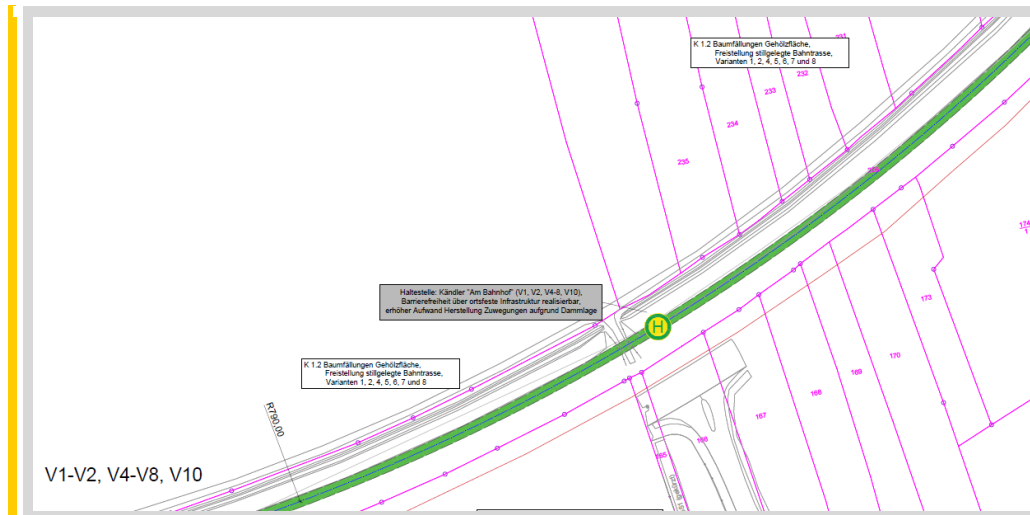 231
K 1.2 Baumfällungen Gehölzfläche,
Freistellung stillgelegte Bahntrasse,
Varianten 1, 2, 4, 5, 6, 7 und 8
232
233
234
235
174
1
173
Haltestelle: Kändler "Am Bahnhof" (V1, V2, V4-8, V10),
Barrierefreiheit über ortsfeste Infrastruktur realisierbar,
erhöher Aufwand Herstellung Zuwegungen aufgrund Dammlage
H
170
K 1.2 Baumfällungen Gehölzfläche,
Freistellung stillgelegte Bahntrasse,
Varianten 1, 2, 4, 5, 6, 7 und 8
169
168
R790,00
167
166
165
V1-V2, V4-V8, V10